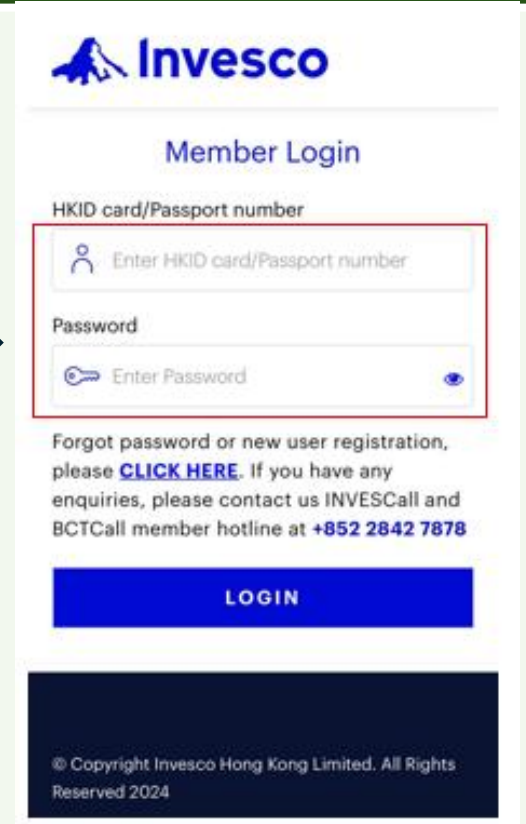 Invesco
Member Login
HKID card/Passport number
Enter HKID card/Passport number
Password
Enter Password
Forgot password or new user registration,
please CLICK HERE. If you have any
enquiries, please contact us INVESCall and
BCTCall member hotline at +852 2842 7878
LOGIN
© Copyright Invesco Hong Kong Limited. All Rights
Reserved 2024